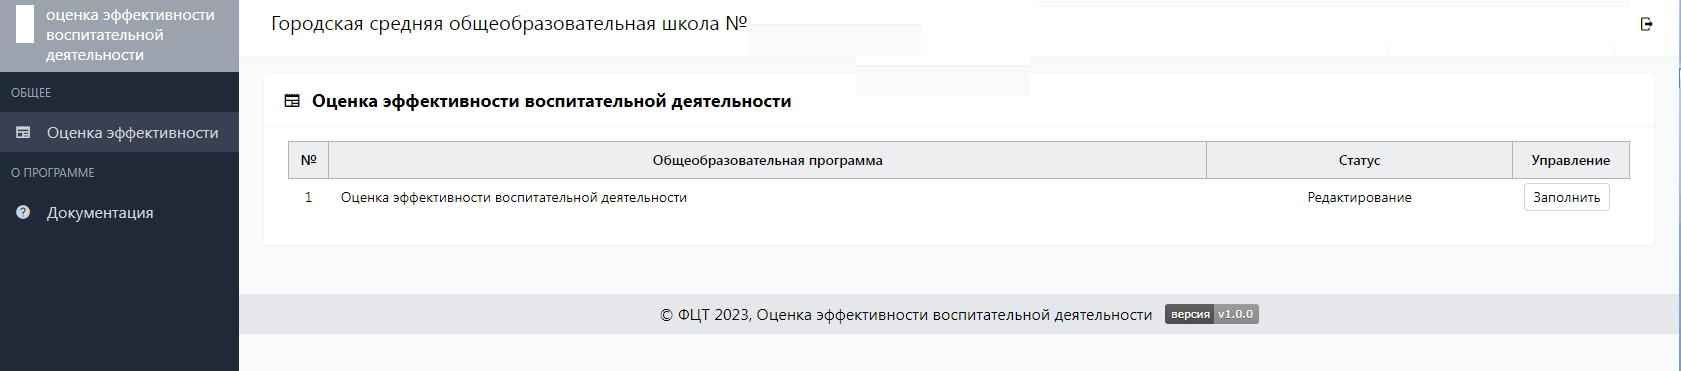 оценка эффективности
воспитательной
деятельности
ОБЩЕЕ
Оценка эффективности
О ПРОГРАММЕ
Документация
Городская средняя общеобразовательная школа №
Оценка эффективности воспитательной деятельности
№ Общеобразовательная программа Статус Управление
1 Оценка эффективности воспитательной деятельности Редактирование Заполнить
© ФЦТ 2023, Оценка эффективности воспитательной деятельности версия v1.0.0